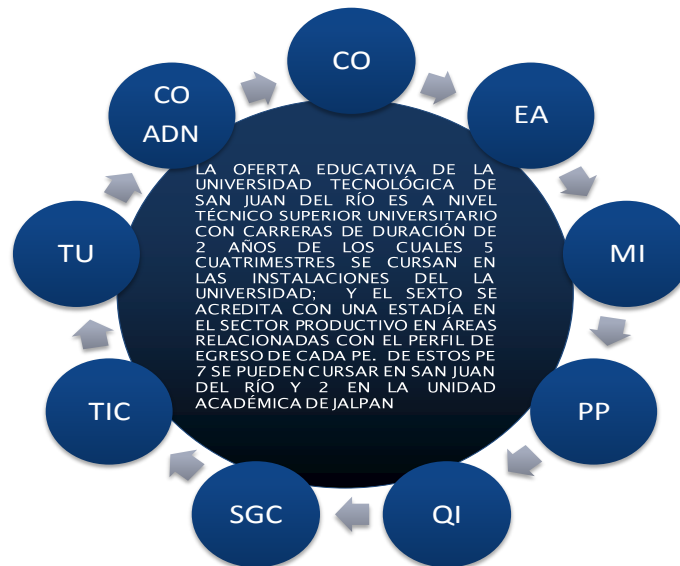 CO
EA
MI
PP
QI
SGC
TIC
TU
CO
ADN
LA OFERTA EDUCATIVA DE LA
UNIVERSIDAD TECNOLÓGICA DE
SAN JUAN DEL RÍO ES A NIVEL
TÉCNICO SUPERIOR UNIVERSITARIO
CON CARRERAS DE DURACIÓN DE
2 AÑOS DE LOS CUALES 5
CUATRIMESTRES SE CURSAN EN
LAS INSTALACIONES DEL LA
UNIVERSIDAD; Y EL SEXTO SE
ACREDITA CON UNA ESTADÍA EN
EL SECTOR PRODUCTIVO EN ÁREAS
RELACIONADAS CON EL PERFIL DE
EGRESO DE CADA PE. DE ESTOS PE
7 SE PUEDEN CURSAR EN SAN JUAN
DEL RÍO Y 2 EN LA UNIDAD
ACADÉMICA DE JALPAN